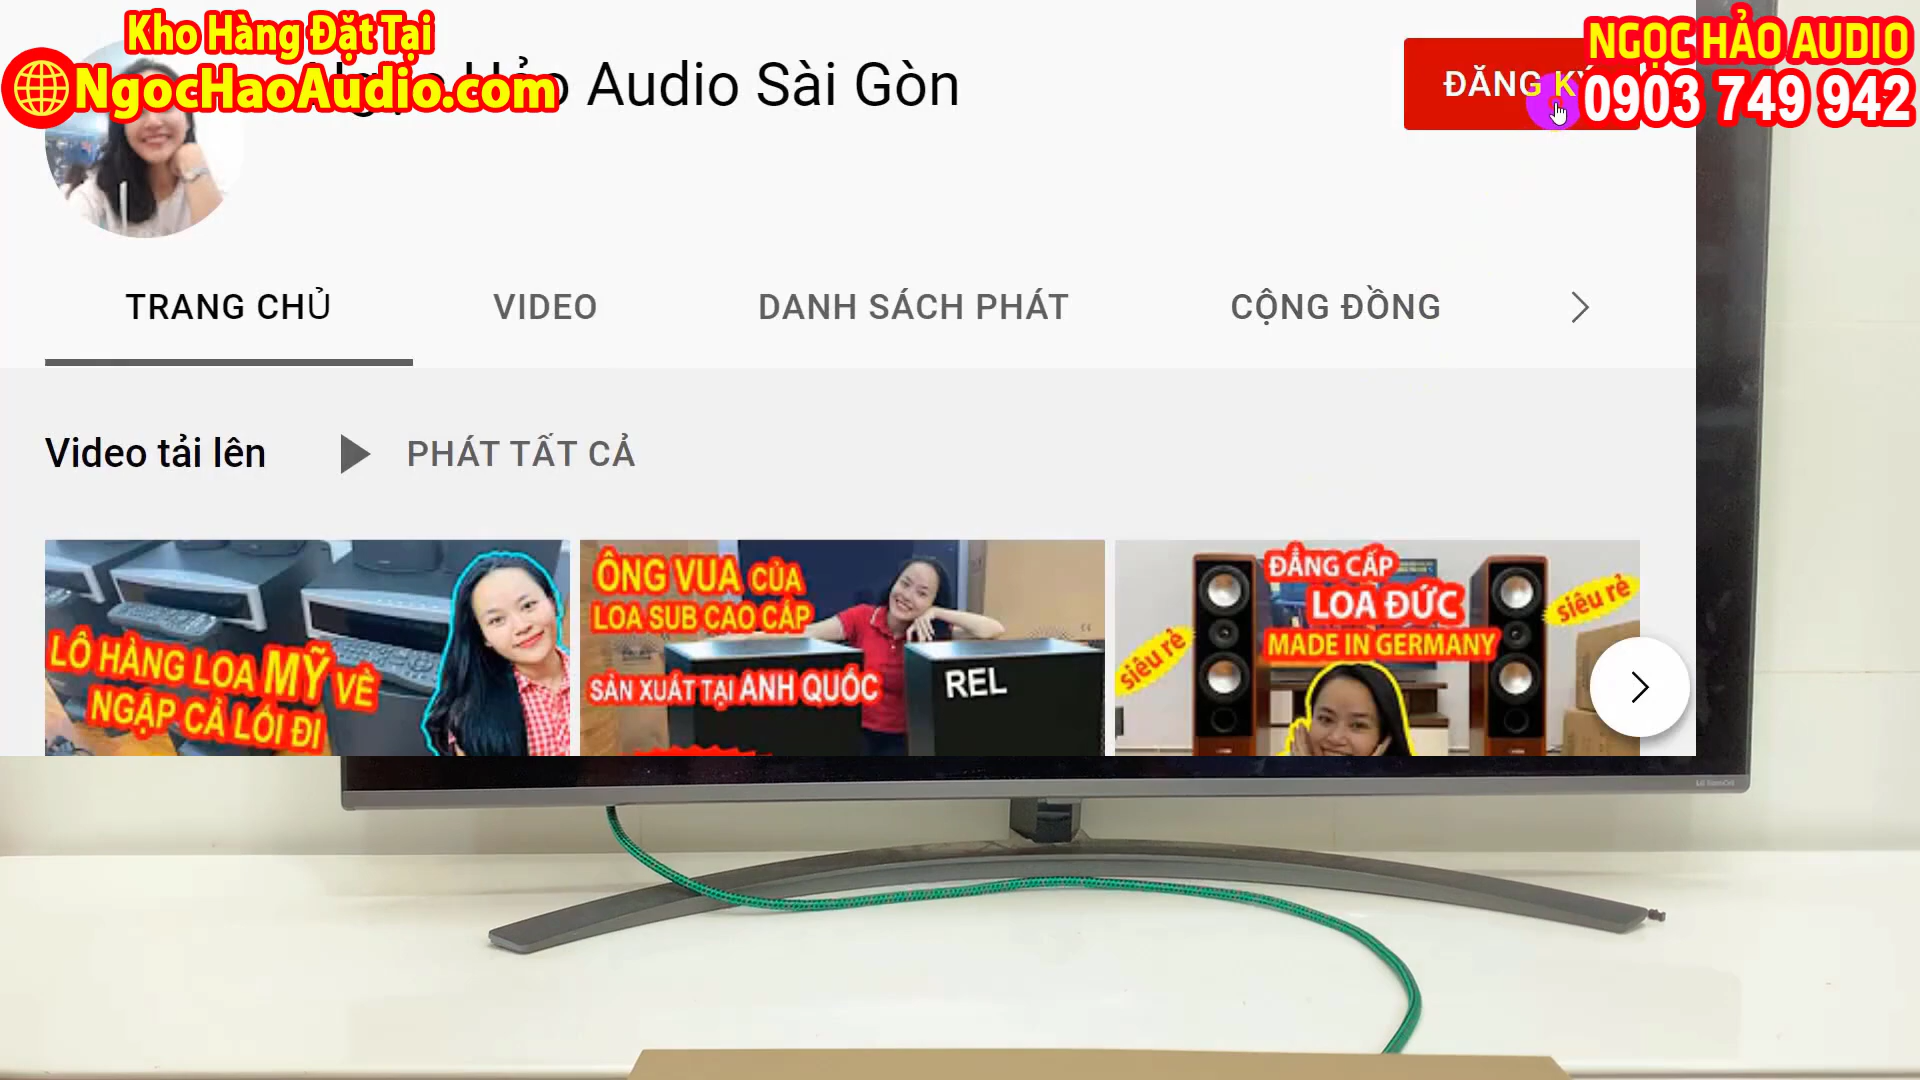 Kho Hàng Đặt Tại
NgocHaoAudio.com
Audio Sài Gòn
ĐĂNG KÝ
NGỌC HẢO AUDIO
0903 749 942
TRANG CHỦ
VIDEO
DANH SÁCH PHÁT
CỘNG ĐỒNG
Video tải lên
PHÁT TẤT CẢ
LÔ HÀNG LOA MỸ VỀ
NGẬP CẢ LỐI ĐI
ÔNG VUA CỦA
LOA SUB CAO CẤP
SẢN XUẤT TẠI ANH QUỐC
REL
ĐẲNG CẤP
LOA ĐỨC
MADE IN GERMANY
siêu rẻ
siêu rẻ